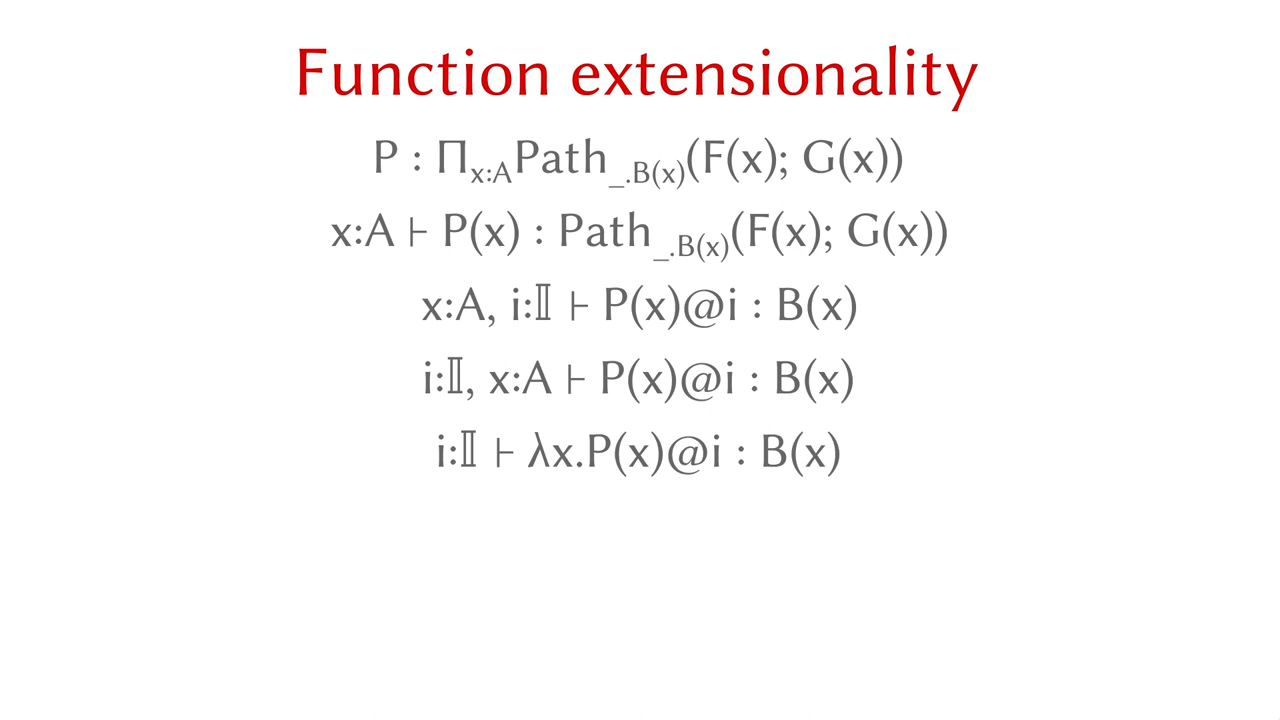 Function extensionality
P : Π_{x:A}Path_{_.B(x)}(F(x); G(x))
x:A ⊢ P(x) : Path_{_.B(x)}(F(x); G(x))
x:A, i:𝕀 ⊢ P(x)@i : B(x)
i:𝕀, x:A ⊢ P(x)@i : B(x)
i:𝕀 ⊢ λx.P(x)@i : B(x)